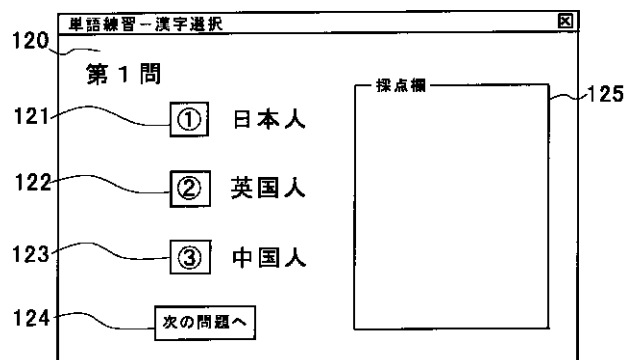 単語練習－漢字選択
120
第1問
採点欄
125
121
① 日本人
122
② 英国人
123
③ 中国人
124
次の問題へ